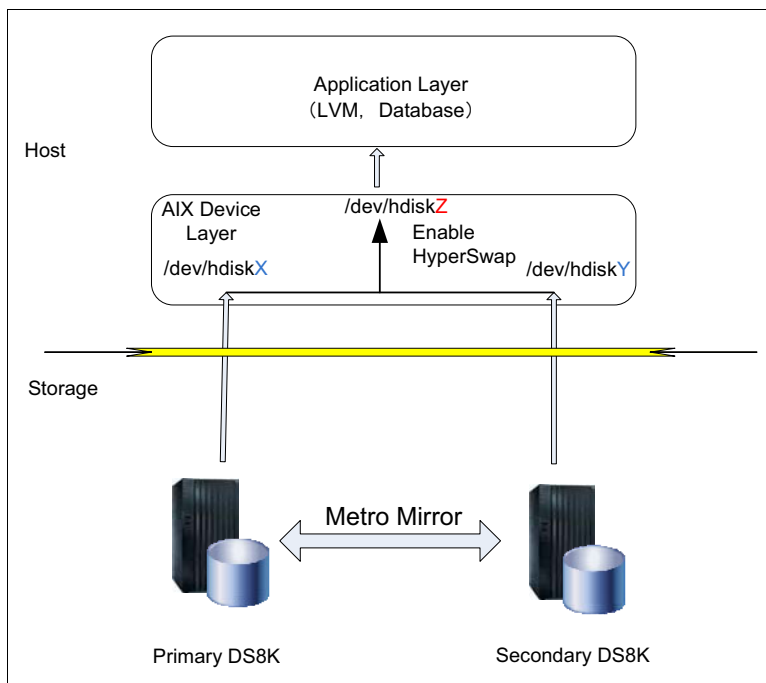 Application Layer
（LVM， Database）
Host
AIX Device
Layer
/dev/hdiskX
/dev/hdiskZ
Enable
HyperSwap
/dev/hdiskY
Storage
Metro Mirror
Primary DS8K
Secondary DS8K